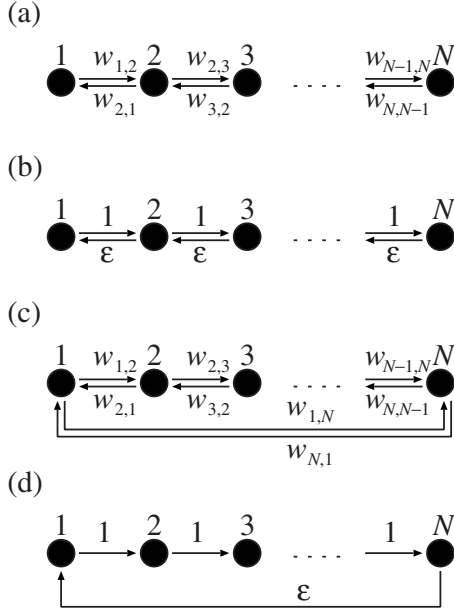 (a)
1 2 3 N
w1,2 w2,3 wN−1,N
w2,1 w3,2 wN,N−1
(b)
1 1 2 1 3 1 N
ε ε ε
(c)
1 2 3 N
w1,2 w2,3 wN−1,N
w2,1 w3,2 wN,N−1
w1,N
wN,1
(d)
1 1 2 1 3 1 N
ε